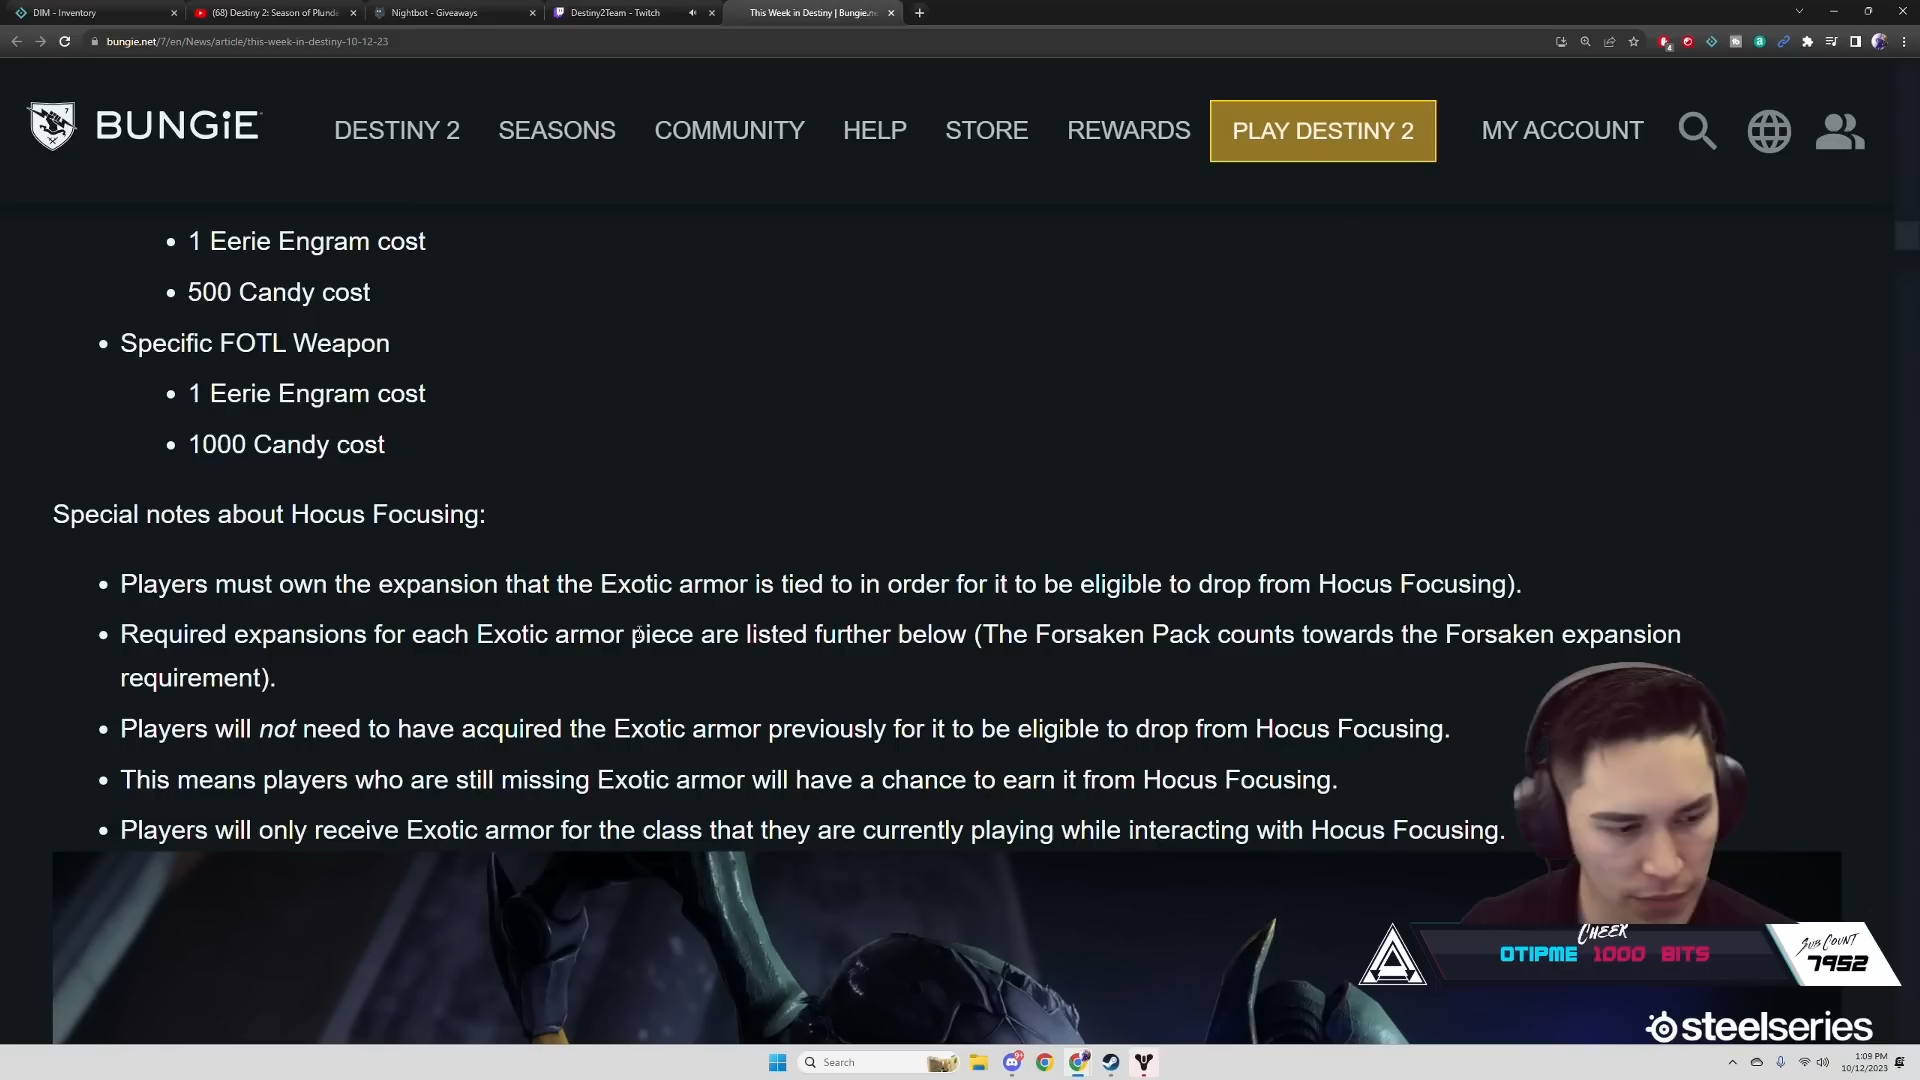 DIM - Inventory
(68) Destiny 2: Season of Plunde
Nightbot - Giveaways
Destiny2Team - Twitch
This Week in Destiny | Bungie.ne
bungie.net/7/en/News/article/this-week-in-destiny-10-12-23
BUNGiE
DESTINY 2
SEASONS
COMMUNITY
HELP
STORE
REWARDS
PLAY DESTINY 2
MY ACCOUNT
• 1 Eerie Engram cost
• 500 Candy cost
• Specific FOTL Weapon
• 1 Eerie Engram cost
• 1000 Candy cost
Special notes about Hocus Focusing:
• Players must own the expansion that the Exotic armor is tied to in order for it to be eligible to drop from Hocus Focusing).
• Required expansions for each Exotic armor piece are listed further below (The Forsaken Pack counts towards the Forsaken expansion
requirement).
• Players will not need to have acquired the Exotic armor previously for it to be eligible to drop from Hocus Focusing.
• This means players who are still missing Exotic armor will have a chance to earn it from Hocus Focusing.
• Players will only receive Exotic armor for the class that they are currently playing while interacting with Hocus Focusing.
CHEER
OTIPME 1000 BITS
SUB COUNT
7952
steelseries
Search
1:09 PM
10/12/2023